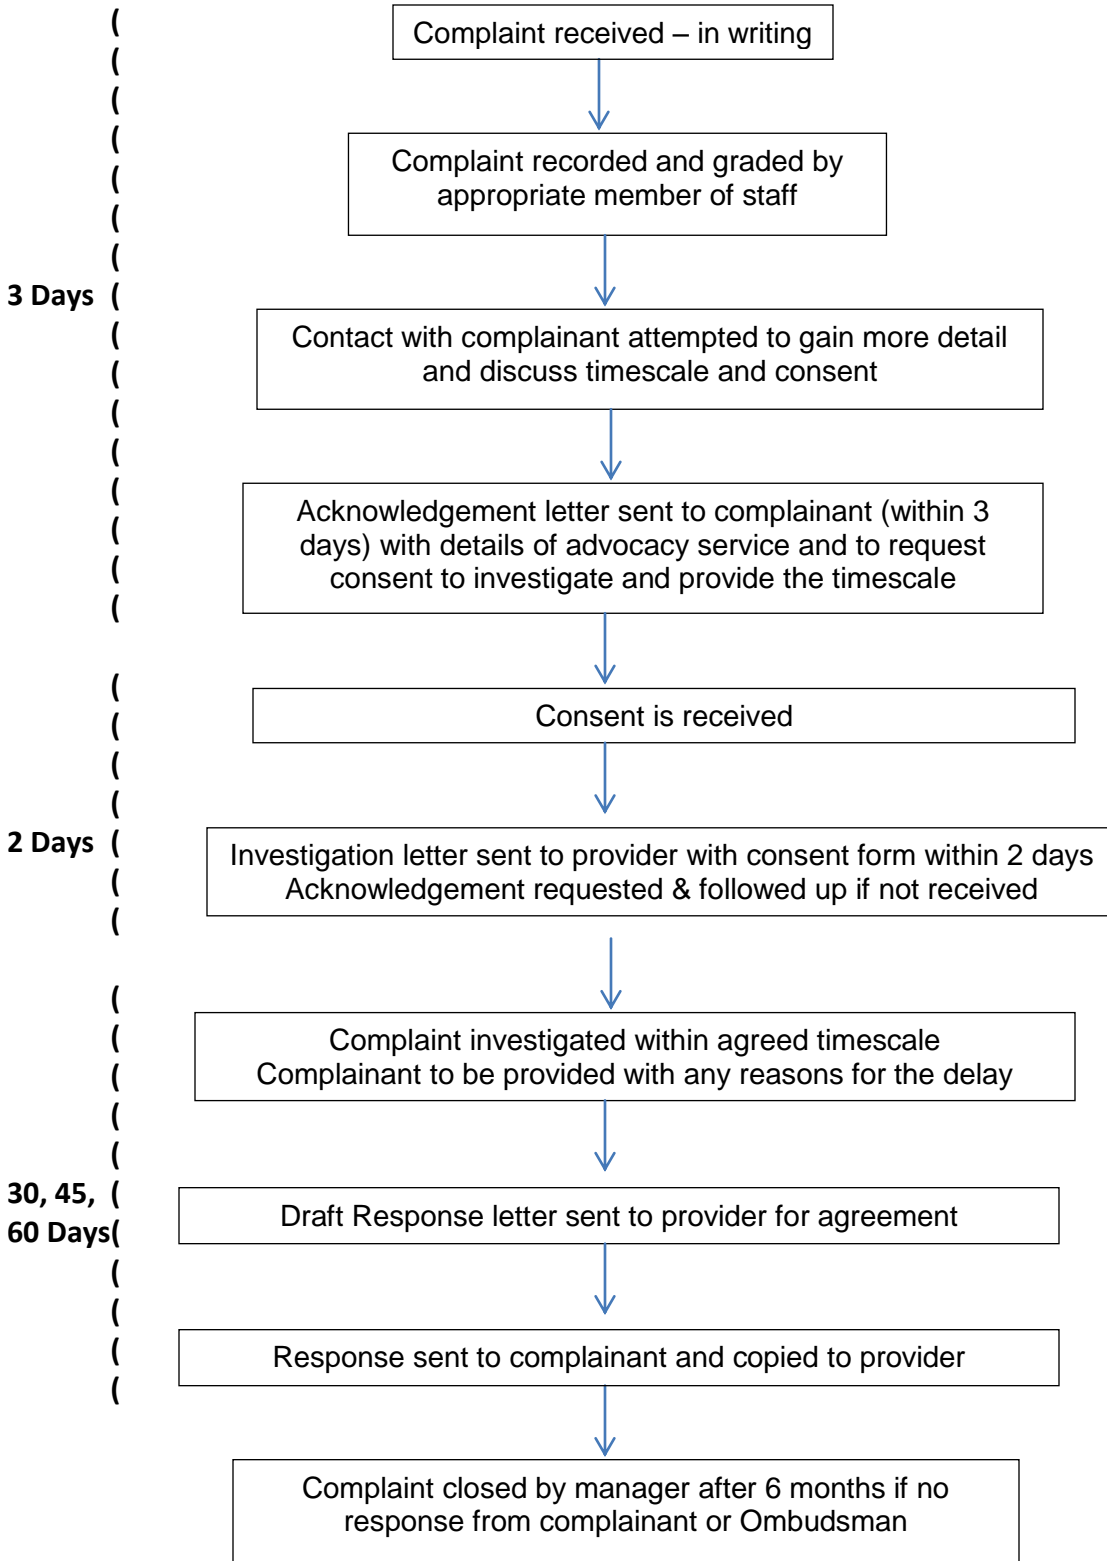 (
(
Complaint received – in writing
(
(
Complaint recorded and graded by
appropriate member of staff
(
(
(
3 Days (
Contact with complainant attempted to gain more detail
and discuss timescale and consent
(
(
(
(
(
Acknowledgement letter sent to complainant (within 3
days) with details of advocacy service and to request
consent to investigate and provide the timescale
(
(
(
(
Consent is received
(
(
(
2 Days (
Investigation letter sent to provider with consent form within 2 days
Acknowledgement requested & followed up if not received
(
(
(
Complaint investigated within agreed timescale
Complainant to be provided with any reasons for the delay
(
(
(
(
30, 45, (
60 Days(
Draft Response letter sent to provider for agreement
(
(
(
Response sent to complainant and copied to provider
(
Complaint closed by manager after 6 months if no
response from complainant or Ombudsman